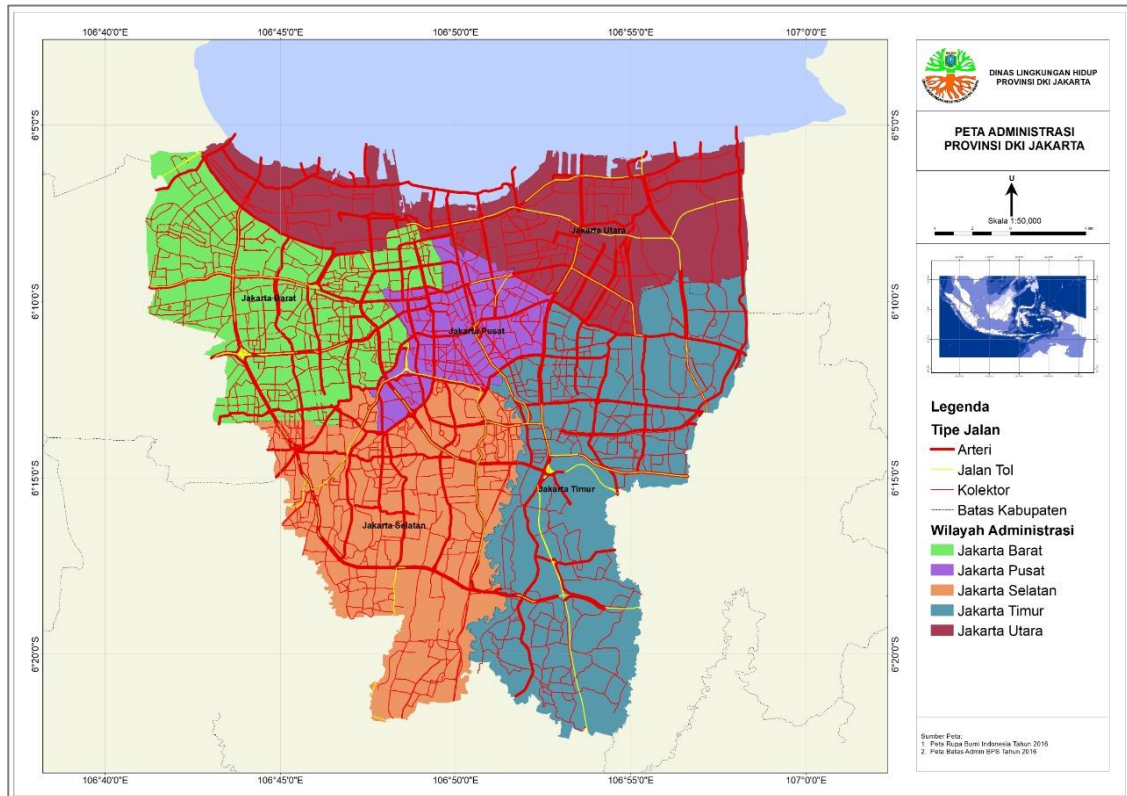 106°40'0"E
106°45'0"E
106°50'0"E
106°55'0"E
107°0'0"E
6°5'0"S
6°10'0"S
6°15'0"S
6°20'0"S
6°5'0"S
6°10'0"S
6°15'0"S
6°20'0"S
Jakarta Utara
Jakarta Barat
Jakarta Pusat
Jakarta Timur
Jakarta Selatan
106°40'0"E
106°45'0"E
106°50'0"E
106°55'0"E
107°0'0"E
DINAS LINGKUNGAN HIDUP
PROVINSI DKI JAKARTA
PETA ADMINISTRASI
PROVINSI DKI JAKARTA
U
Skala 1:50,000
Legenda
Tipe Jalan
Arteri
Jalan Tol
Kolektor
Batas Kabupaten
Wilayah Administrasi
Jakarta Barat
Jakarta Pusat
Jakarta Selatan
Jakarta Timur
Jakarta Utara
Sumber Peta:
1. Peta Rupa Bumi Indonesia Tahun 2016
2. Peta Batas Admin BPS Tahun 2016